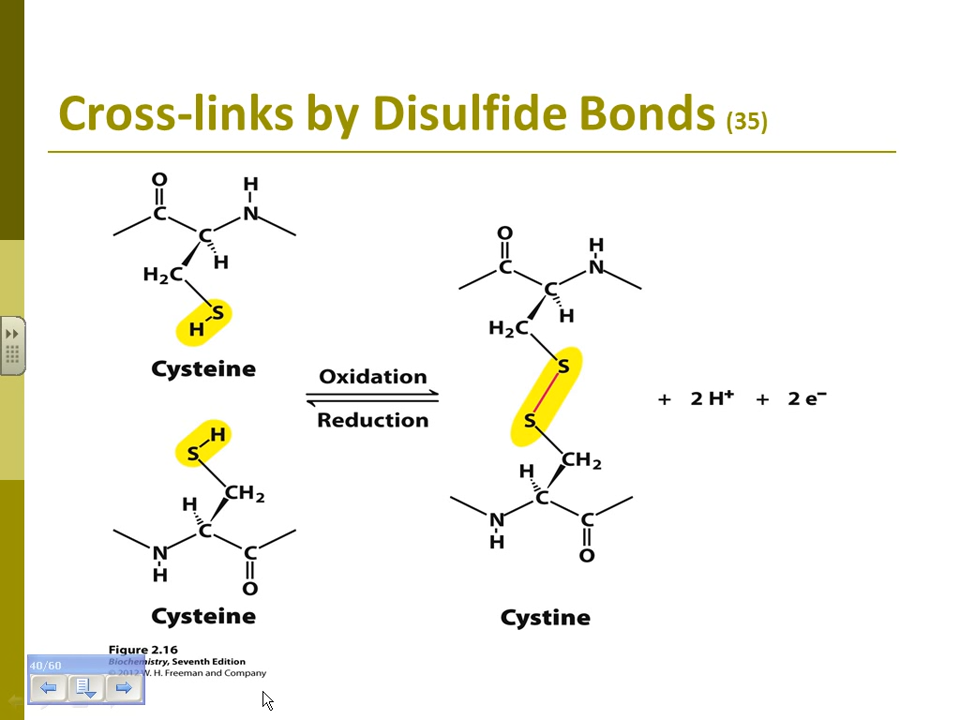 Cross-links by Disulfide Bonds (35)
O
H
C
N
C
H
H₂C
S
H
Cysteine
H
S
CH₂
H
C
N
C
H
O
Cysteine
Oxidation
Reduction
O
H
C
N
C
H
H₂C
S
S
CH₂
H
C
N
C
H
O
Cystine
+ 2 H⁺ + 2 e⁻
Figure 2.16
Biochemistry, Seventh Edition
© 2012 W. H. Freeman and Company
40/60